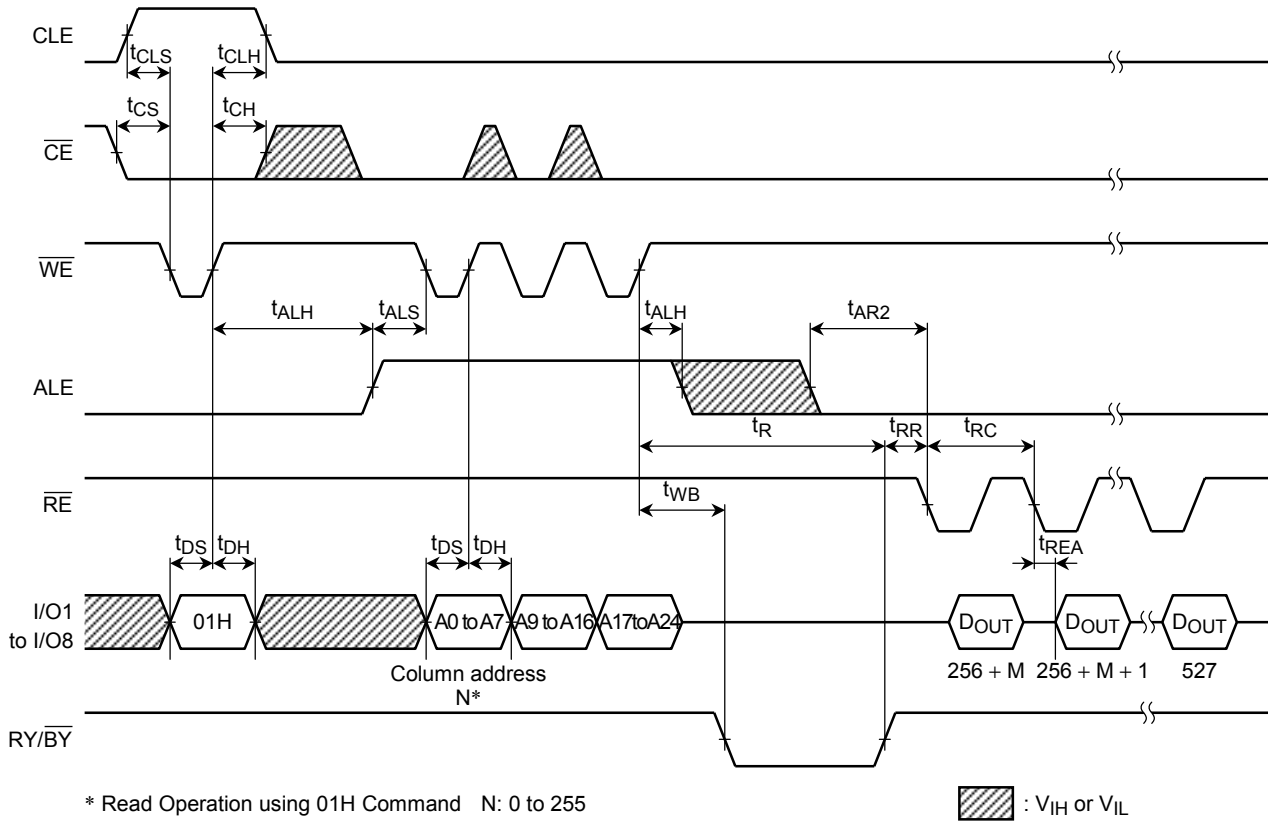 CLE
tCLS
tCLH
tCS
tCH
CE
WE
tALH
tALS
tALH
tAR2
ALE
tR
tRR
tRC
RE
tWB
tDS
tDH
tDS
tDH
tREA
I/O1
to I/O8
01H
A0 to A7
A9 to A16
A17 to A24
DOUT
DOUT
DOUT
256 + M
256 + M + 1
527
Column address
N*
RY/BY
* Read Operation using 01H Command N: 0 to 255
: VIH or VIL